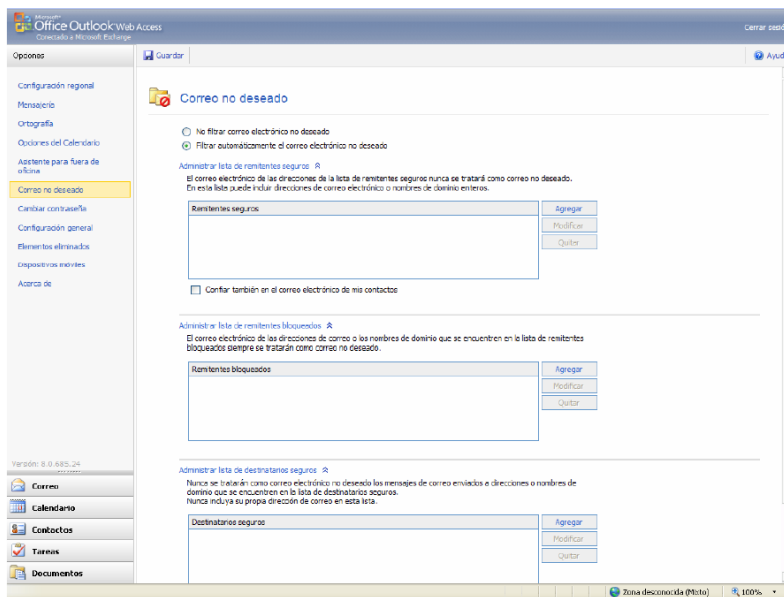 Microsoft
Office Outlook Web Access
Conectado a Microsoft Exchange
Cerrar sesió
Opciones
Guardar
Ayud
Configuración regional
Mensajería
Ortografía
Opciones del Calendario
Asistente para fuera de
oficina
Correo no deseado
Cambiar contraseña
Configuración general
Elementos eliminados
Dispositivos móviles
Acerca de
Correo no deseado
No filtrar correo electrónico no deseado
Filtrar automáticamente el correo electrónico no deseado
Administrar lista de remitentes seguros
El correo electrónico de las direcciones de la lista de remitentes seguros nunca se tratará como correo no deseado.
En esta lista puede incluir direcciones de correo electrónico o nombres de dominio enteros.
Remitentes seguros
Agregar
Modificar
Quitar
Confiar también en el correo electrónico de mis contactos
Administrar lista de remitentes bloqueados
El correo electrónico de las direcciones de correo o los nombres de dominio que se encuentren en la lista de remitentes
bloqueados siempre se tratarán como correo no deseado.
Remitentes bloqueados
Agregar
Modificar
Quitar
Administrar lista de destinatarios seguros
Nunca se tratarán como correo electrónico no deseado los mensajes de correo enviados a direcciones o nombres de
dominio que se encuentren en la lista de destinatarios seguros.
Nunca incluya su propia dirección de correo en esta lista.
Destinatarios seguros
Agregar
Modificar
Quitar
Versión: 8.0.685.24
Correo
Calendario
Contactos
Tareas
Documentos
Zona desconocida (Mixto)
100%